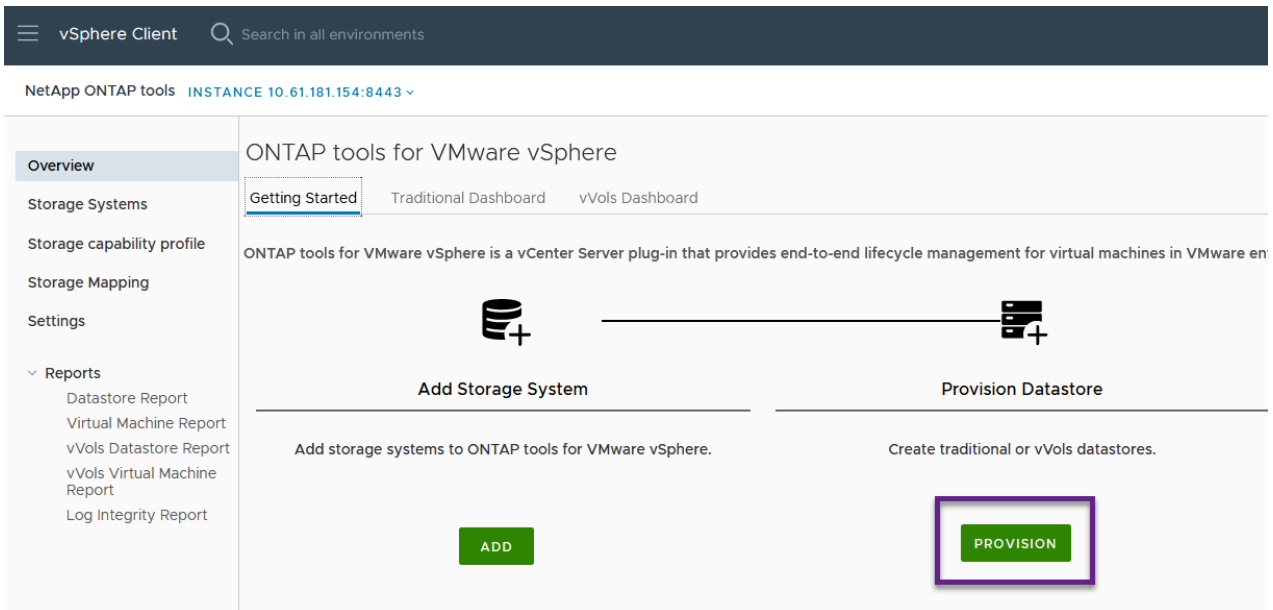 vSphere Client
Search in all environments
NetApp ONTAP tools INSTANCE 10.61.181.154:8443
Overview
Storage Systems
Storage capability profile
Storage Mapping
Settings
Reports
Datastore Report
Virtual Machine Report
vVols Datastore Report
vVols Virtual Machine
Report
Log Integrity Report
ONTAP tools for VMware vSphere
Getting Started Traditional Dashboard vVols Dashboard
ONTAP tools for VMware vSphere is a vCenter Server plug-in that provides end-to-end lifecycle management for virtual machines in VMware
Add Storage System
Add storage systems to ONTAP tools for VMware vSphere.
ADD
Provision Datastore
Create traditional or vVols datastores.
PROVISION